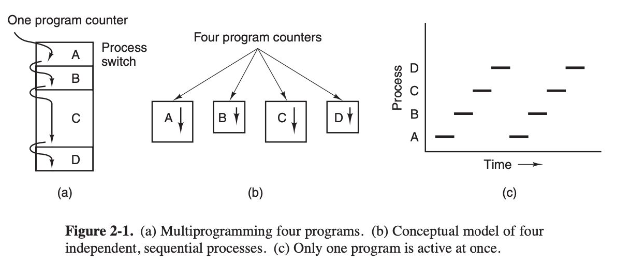 One program counter
Process
switch
A
B
C
D
(a)
Four program counters
A
B
C
D
(b)
Process
D
C
B
A
Time
(c)
Figure 2-1. (a) Multiprogramming four programs. (b) Conceptual model of four
independent, sequential processes. (c) Only one program is active at once.